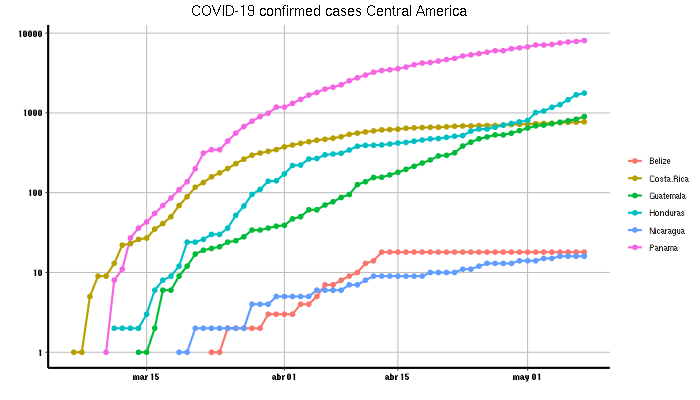 COVID-19 confirmed cases Central America
10000
1000
100
10
1
mar 15
abr 01
abr 15
may 01
Belize
Costa.Rica
Guatemala
Honduras
Nicaragua
Panama